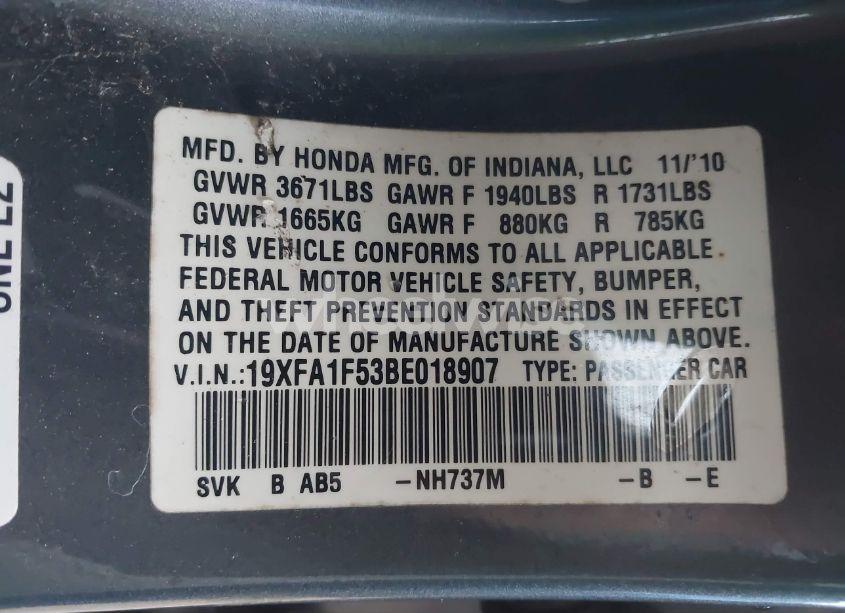 MFD. BY HONDA MFG. OF INDIANA, LLC 11/'10
GVWR 3671LBS GAWR F 1940LBS R 1731LBS
GVWR 1665KG GAWR F 880KG R 785KG
THIS VEHICLE CONFORMS TO ALL APPLICABLE
FEDERAL MOTOR VEHICLE SAFETY, BUMPER,
AND THEFT PREVENTION STANDARDS IN EFFECT
ON THE DATE OF MANUFACTURE SHOWN ABOVE.
V.I.N.:19XFA1F53BE018907 TYPE: PASSENGER CAR
SVK B AB5 -NH737M -B -E